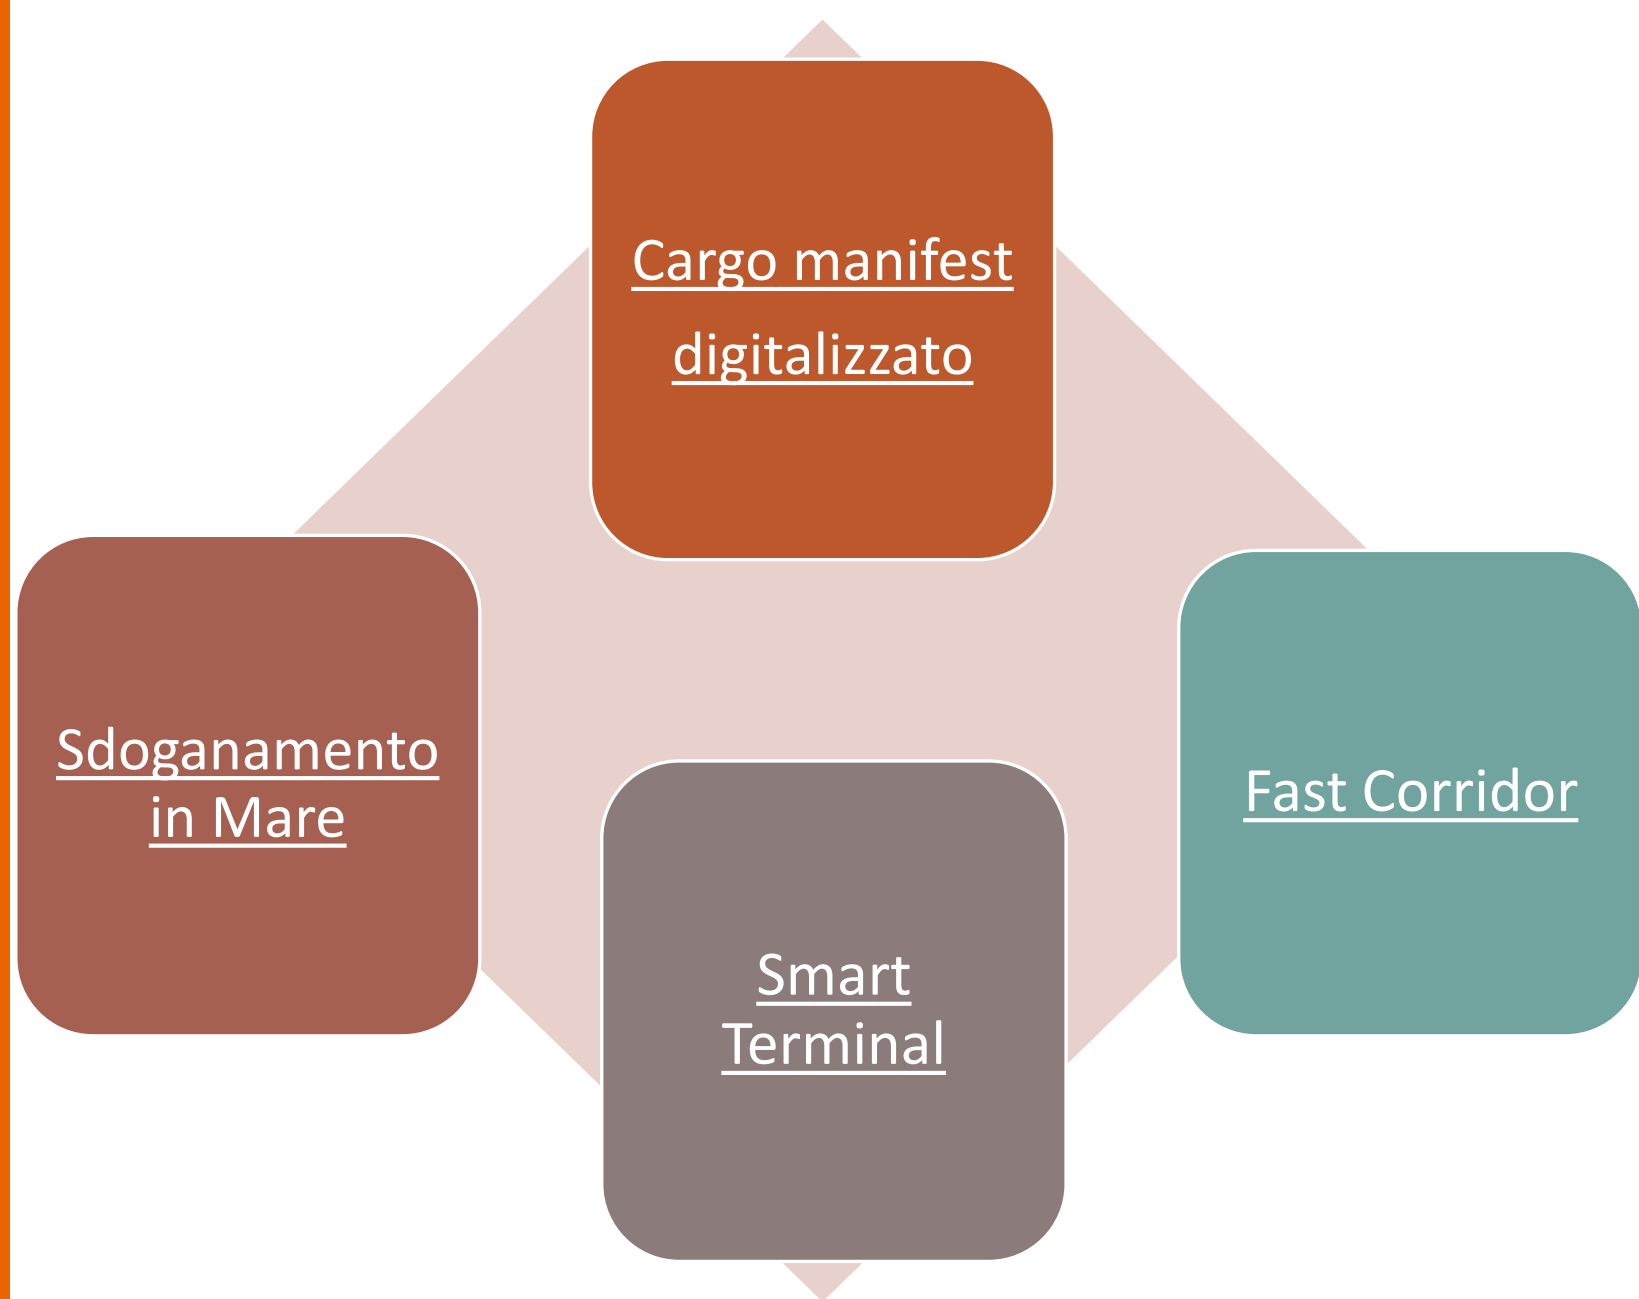 Cargo manifest
digitalizzato
Sdoganamento
in Mare
Fast Corridor
Smart
Terminal